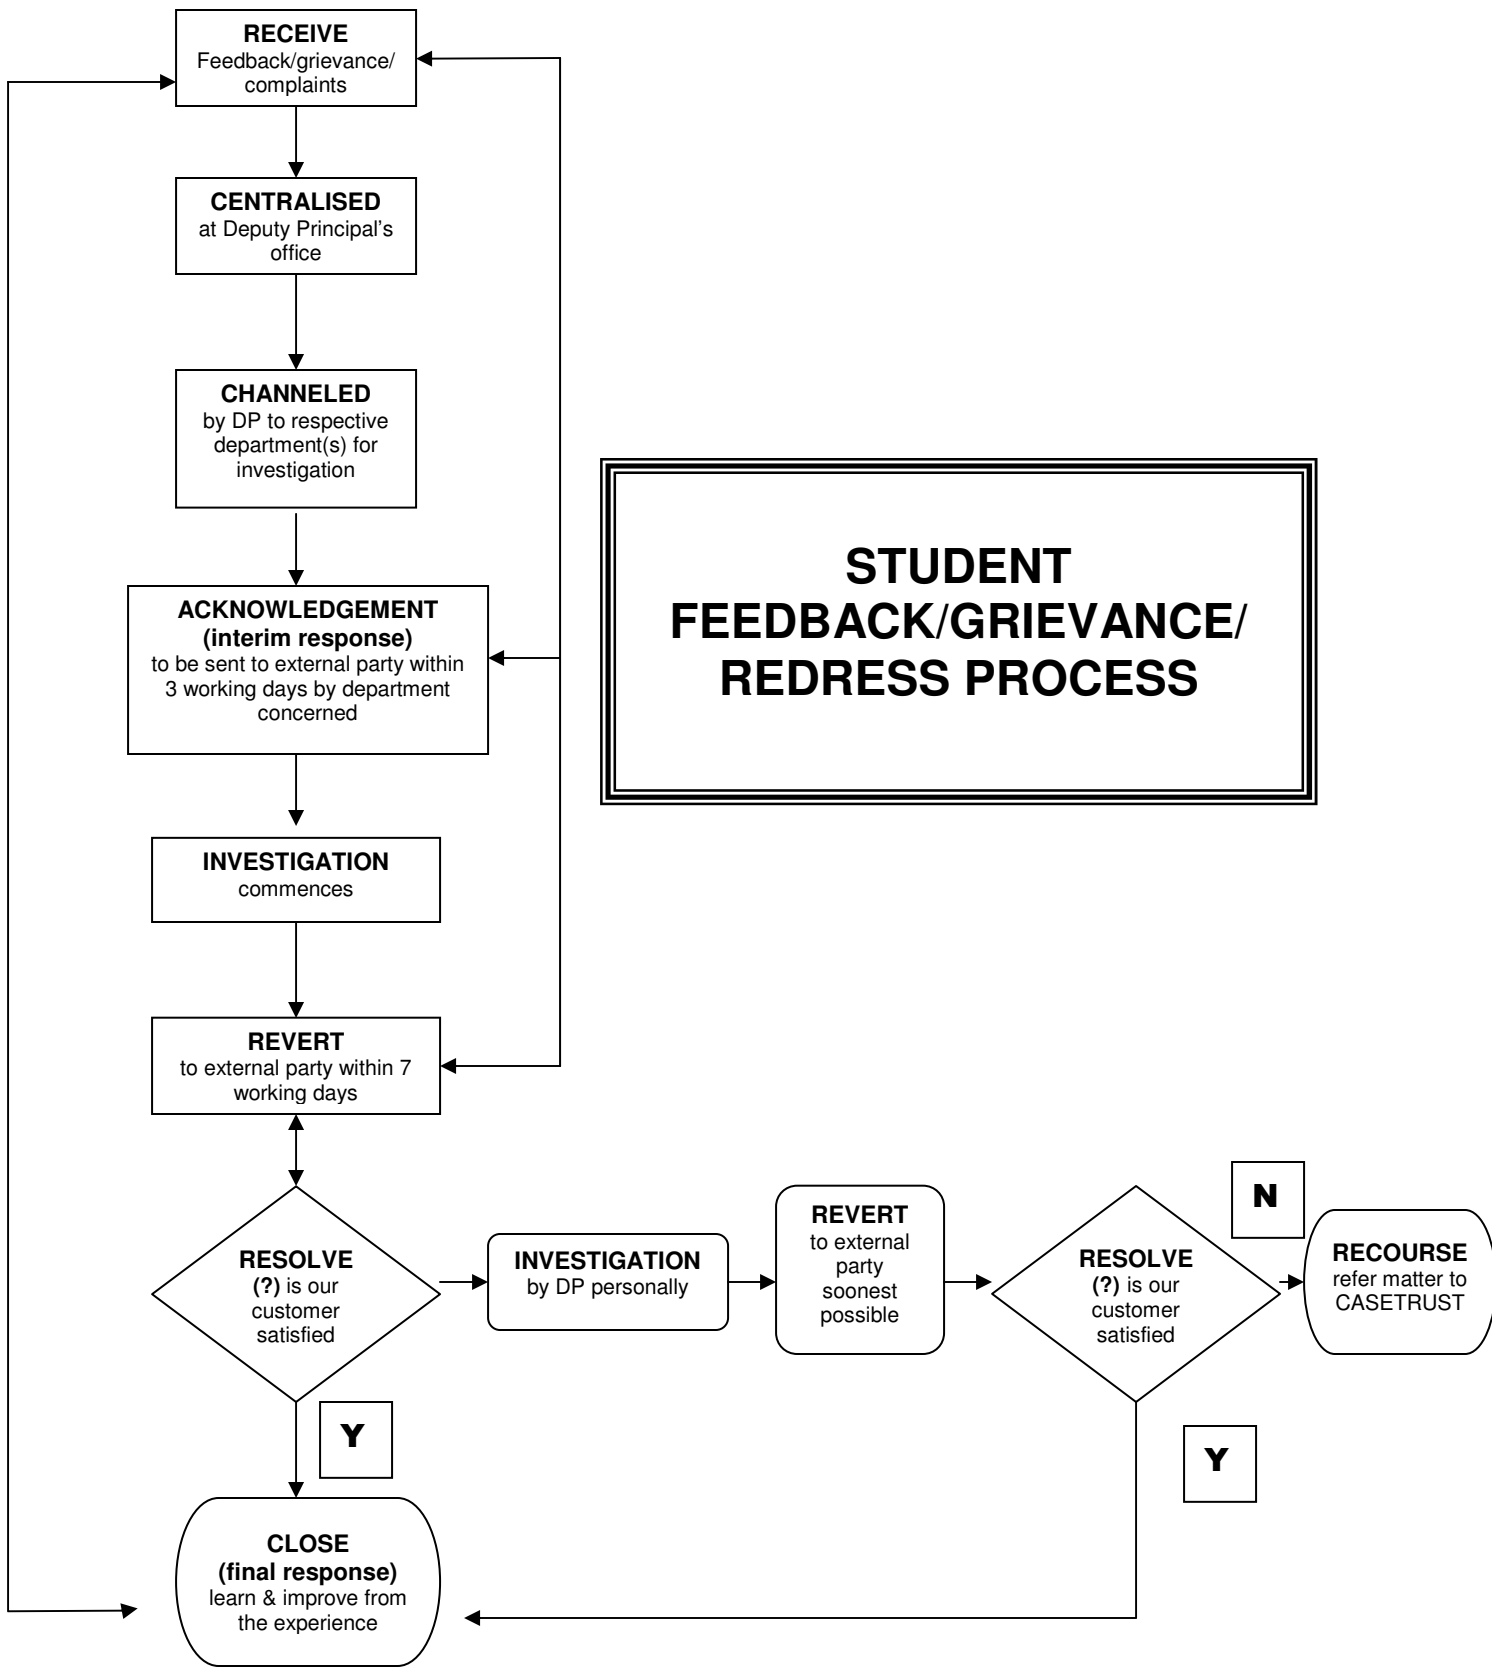 RECEIVE
Feedback/grievance/
complaints
CENTRALISED
at Deputy Principal's
office
CHANNELED
by DP to respective
department(s) for
investigation
STUDENT
FEEDBACK/GRIEVANCE/
REDRESS PROCESS
ACKNOWLEDGEMENT
(interim response)
to be sent to external party within
3 working days by department
concerned
INVESTIGATION
commences
REVERT
to external party within 7
working days
RESOLVE
(?) is our
customer
satisfied
INVESTIGATION
by DP personally
REVERT
to external
party
soonest
possible
RESOLVE
(?) is our
customer
satisfied
N
RECOURSE
refer matter to
CASETRUST
Y
Y
CLOSE
(final response)
learn & improve from
the experience